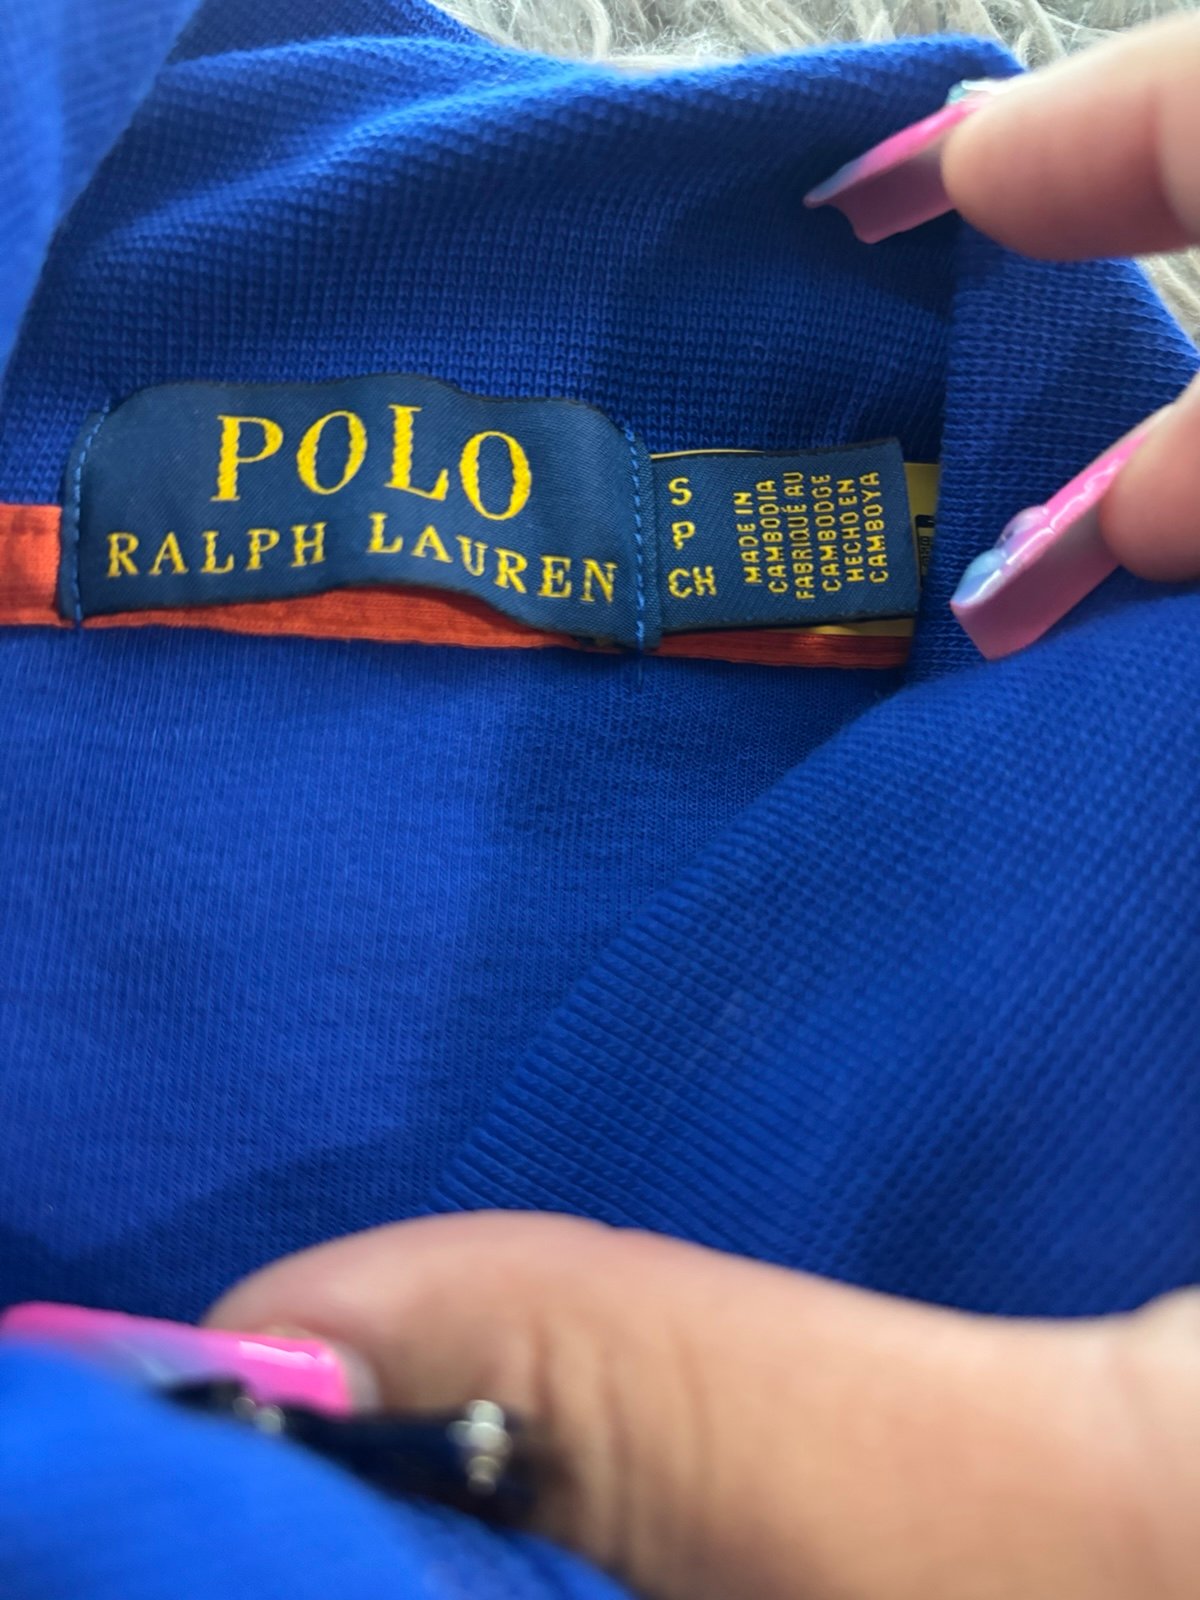 POLO
RALPH LAUREN
S
P
CH
MADE IN
CAMBODIA
FABRIQUÉ AU
CAMBODGE
HECHO EN
CAMBOYA